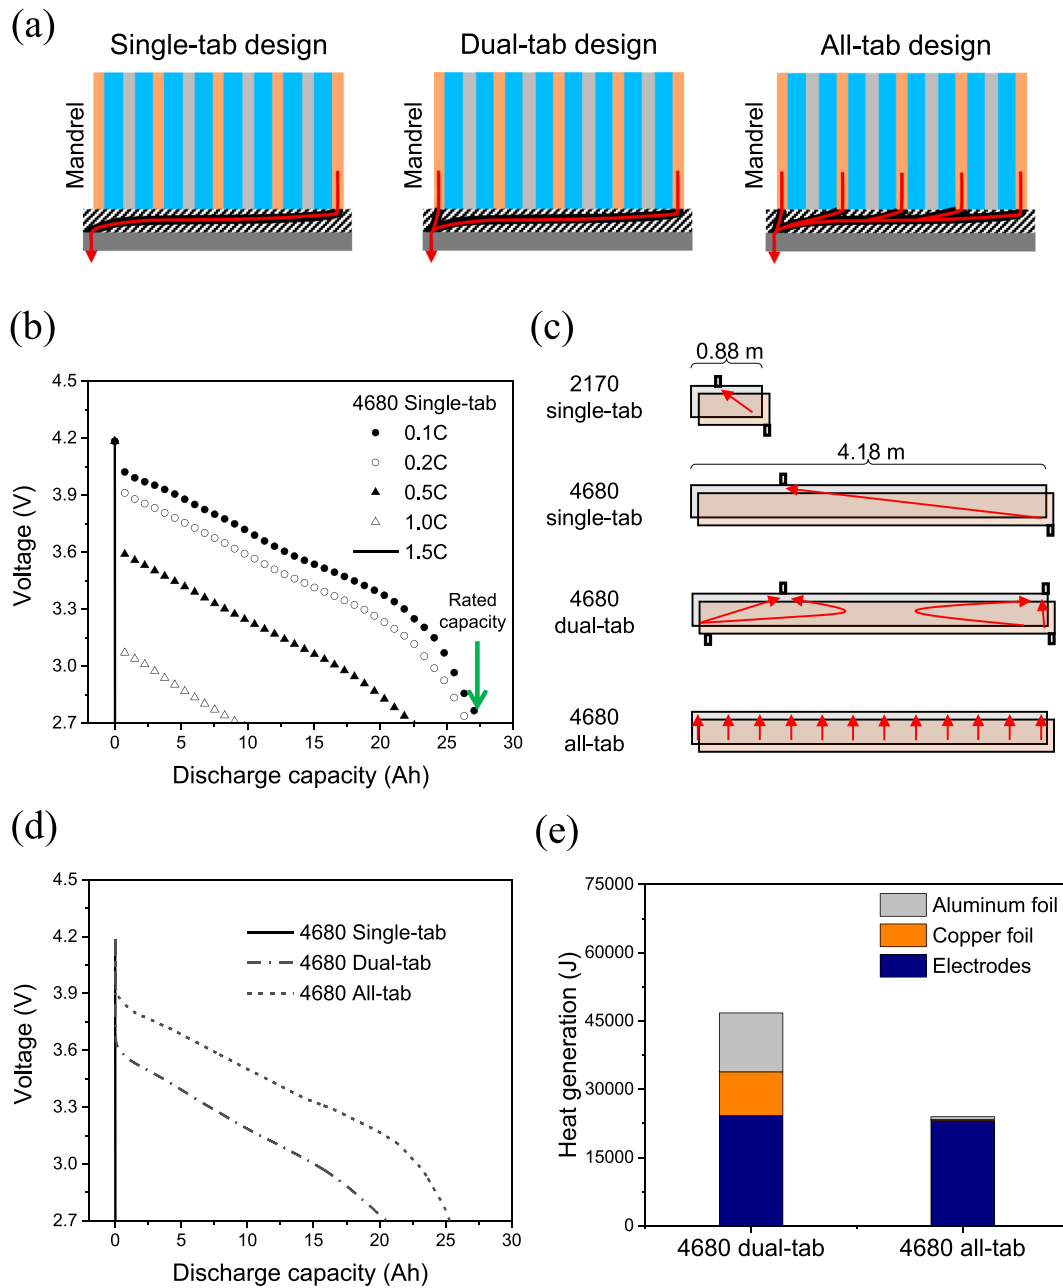 (a)
Single-tab design
Dual-tab design
All-tab design
Mandrel
Mandrel
Mandrel
(b)
4.5
4.2
3.9
3.6
3.3
3.0
2.7
Voltage (V)
4680 Single-tab
0.1C
0.2C
0.5C
1.0C
1.5C
Rated
capacity
0
5
10
15
20
25
30
Discharge capacity (Ah)
(c)
0.88 m
2170
single-tab
4.18 m
4680
single-tab
4680
dual-tab
4680
all-tab
(d)
4.5
4.2
3.9
3.6
3.3
3.0
2.7
Voltage (V)
4680 Single-tab
4680 Dual-tab
4680 All-tab
0
5
10
15
20
25
30
Discharge capacity (Ah)
(e)
75000
60000
45000
30000
15000
0
Heat generation (J)
Aluminum foil
Copper foil
Electrodes
4680 dual-tab
4680 all-tab